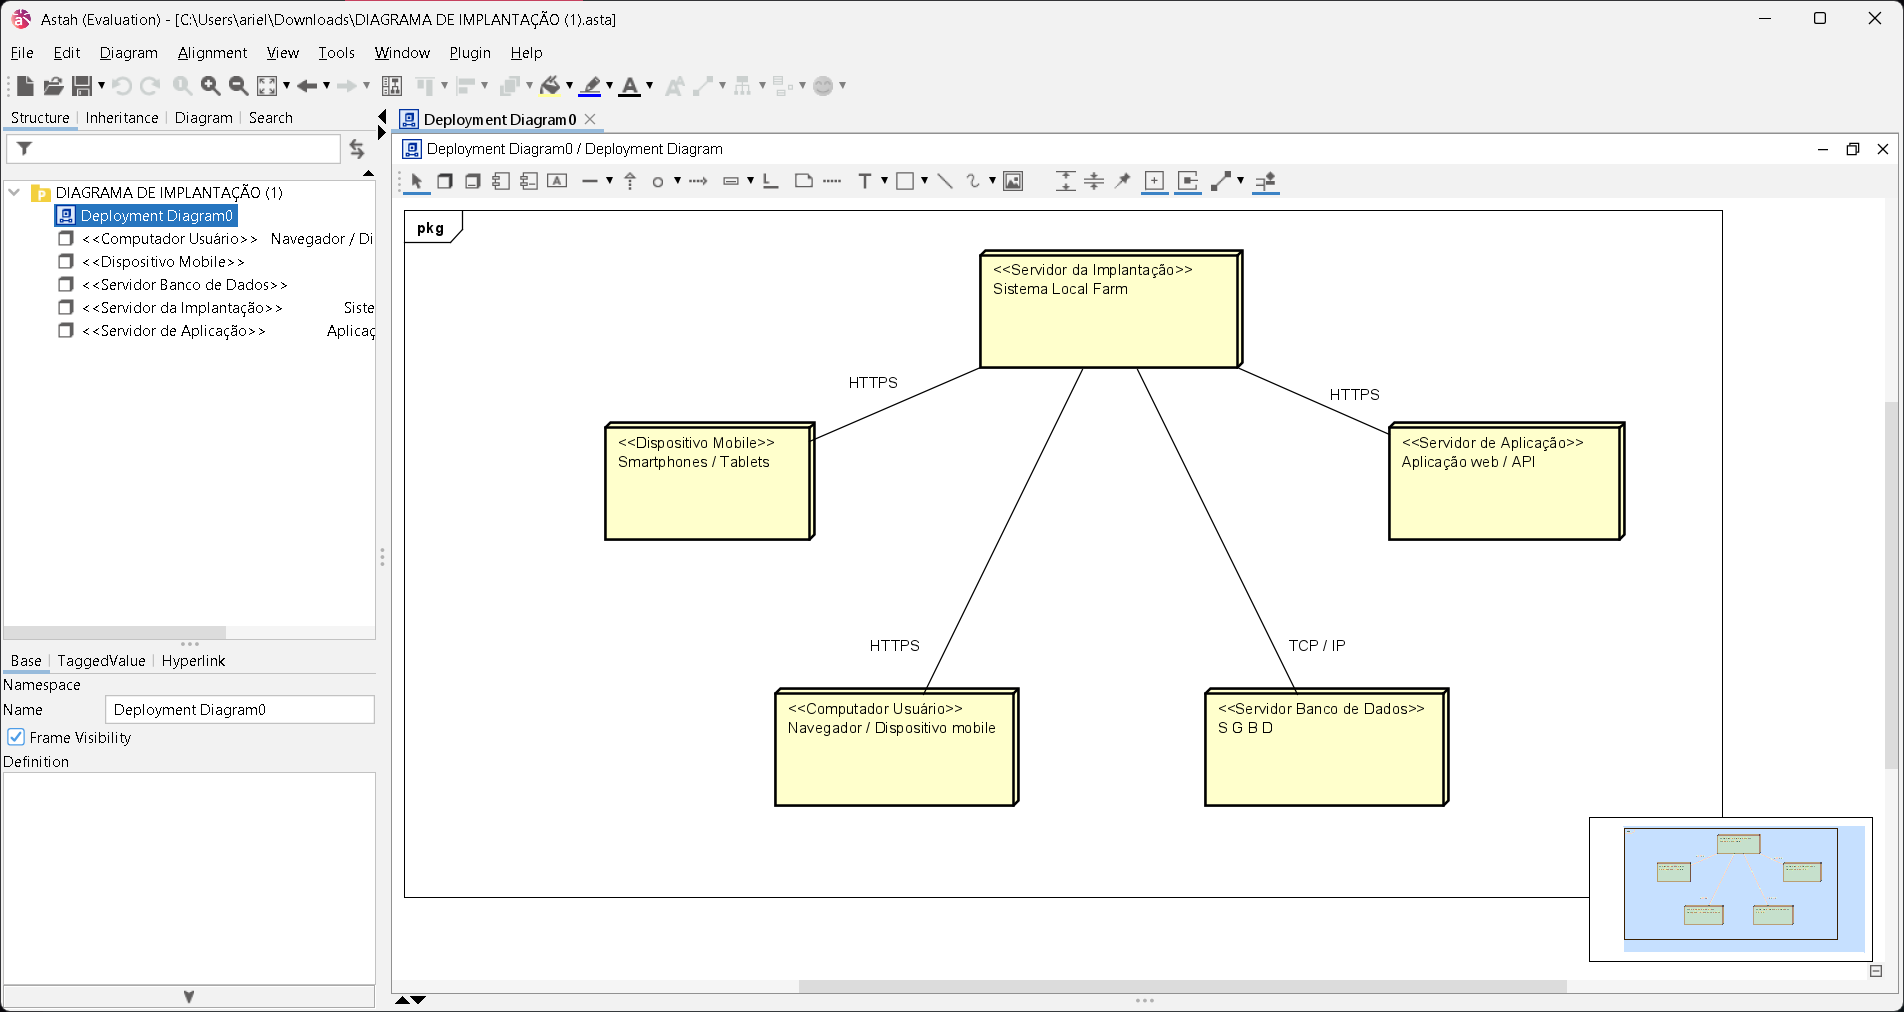 Astah (Evaluation) - [C:\Users\ariel\Downloads\DIAGRAMA DE IMPLANTAÇÃO (1).asta]
File Edit Diagram Alignment View Tools Window Plugin Help
Structure Inheritance Diagram Search
DIAGRAMA DE IMPLANTAÇÃO (1)
Deployment Diagram0
<<Computador Usuário>> Navegador / Di
<<Dispositivo Mobile>>
<<Servidor Banco de Dados>>
<<Servidor da Implantação>> Siste
<<Servidor de Aplicação>> Aplicaç
Base TaggedValue Hyperlink
Namespace
Name Deployment Diagram0
Frame Visibility
Definition
Deployment Diagram0
Deployment Diagram0 / Deployment Diagram
pkg
<<Servidor da Implantação>>
Sistema Local Farm
HTTPS
HTTPS
<<Dispositivo Mobile>>
Smartphones / Tablets
<<Servidor de Aplicação>>
Aplicação web / API
HTTPS
TCP / IP
<<Computador Usuário>>
Navegador / Dispositivo mobile
<<Servidor Banco de Dados>>
S G B D